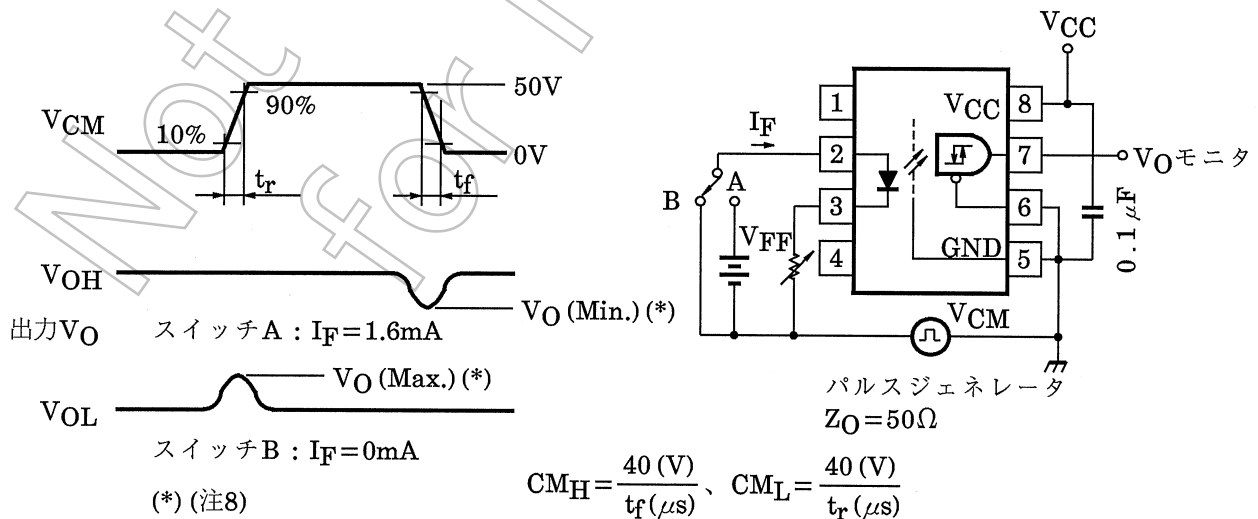 Not
for
VCM
10%
90%
50V
0V
tr
tf
VOH
VO (Min.) (*)
出力VO
スイッチA : IF=1.6mA
VO (Max.) (*)
VOL
スイッチB : IF=0mA
(*) (注8)
VCC
1
2
3
4
8
7
6
5
VCC
GND
IF
A
B
VFF
VOモニタ
0.1μF
VCM
パルスジェネレータ
ZO=50Ω
CMH=40(V)/tf(μs)、CML=40(V)/tr(μs)